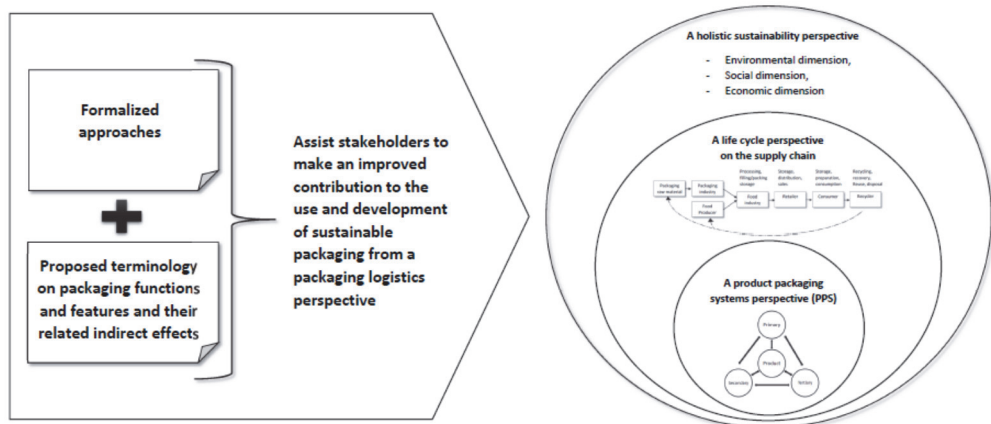 Formalized
approaches
Proposed terminology
on packaging functions
and features and their
related indirect effects
Assist stakeholders to
make an improved
contribution to the
use and development
of sustainable
packaging from a
packaging logistics
perspective
A holistic sustainability perspective
- Environmental dimension,
- Social dimension,
- Economic dimension
A life cycle perspective
on the supply chain
Processing,
filling/packing
storage
Storage,
distribution,
sales
Storage,
preparation,
consumption
Recycling,
recovery,
Reuse, disposal
Packaging
raw material
Packaging
industry
Food
Producer
Food
industry
Retailer
Consumer
Recycler
A product packaging
systems perspective (PPS)
Primary
Product
Secondary
Tertiary